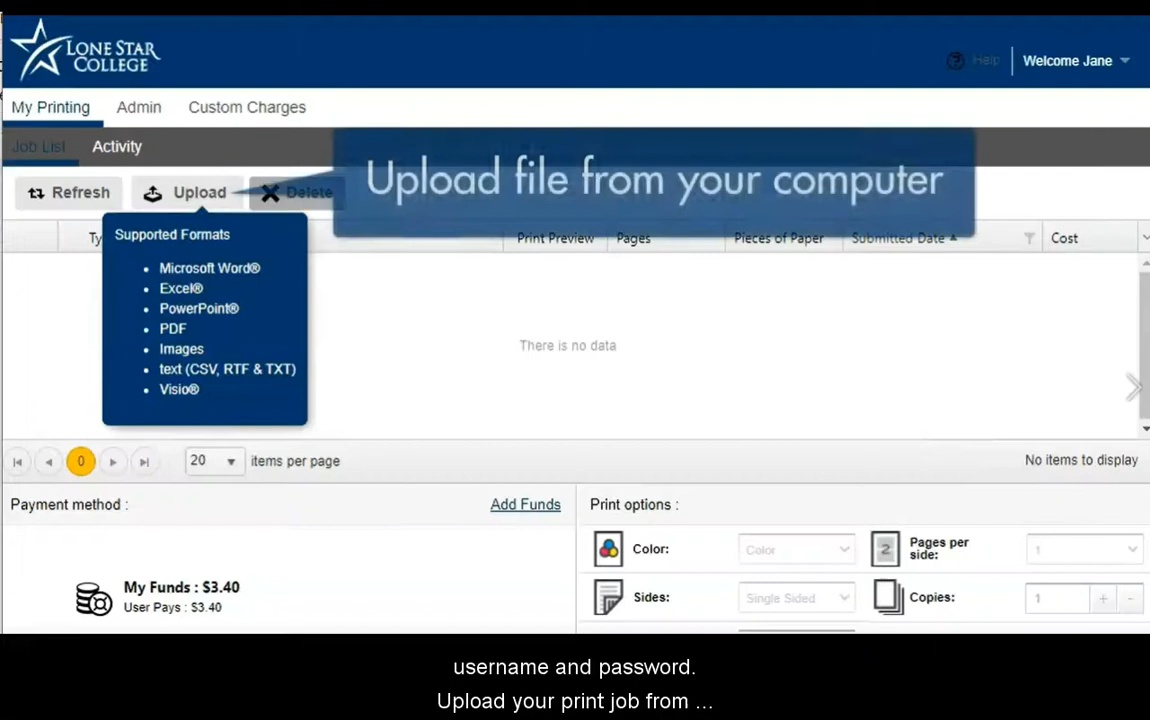 LONE STAR
COLLEGE
Help
Welcome Jane
My Printing
Admin
Custom Charges
Job List
Activity
Upload file from your computer
Refresh
Upload
Delete
Supported Formats
Microsoft Word®
Excel®
PowerPoint®
PDF
Images
text (CSV, RTF & TXT)
Visio®
Ty
Print Preview
Pages
Pieces of Paper
Submitted Date
Cost
There is no data
0
20
items per page
No items to display
Payment method :
Add Funds
Print options :
My Funds : $3.40
User Pays : $3.40
Color:
Color
2
Pages per
side:
1
Sides:
Single Sided
Copies:
1
+
-
username and password.
Upload your print job from ...